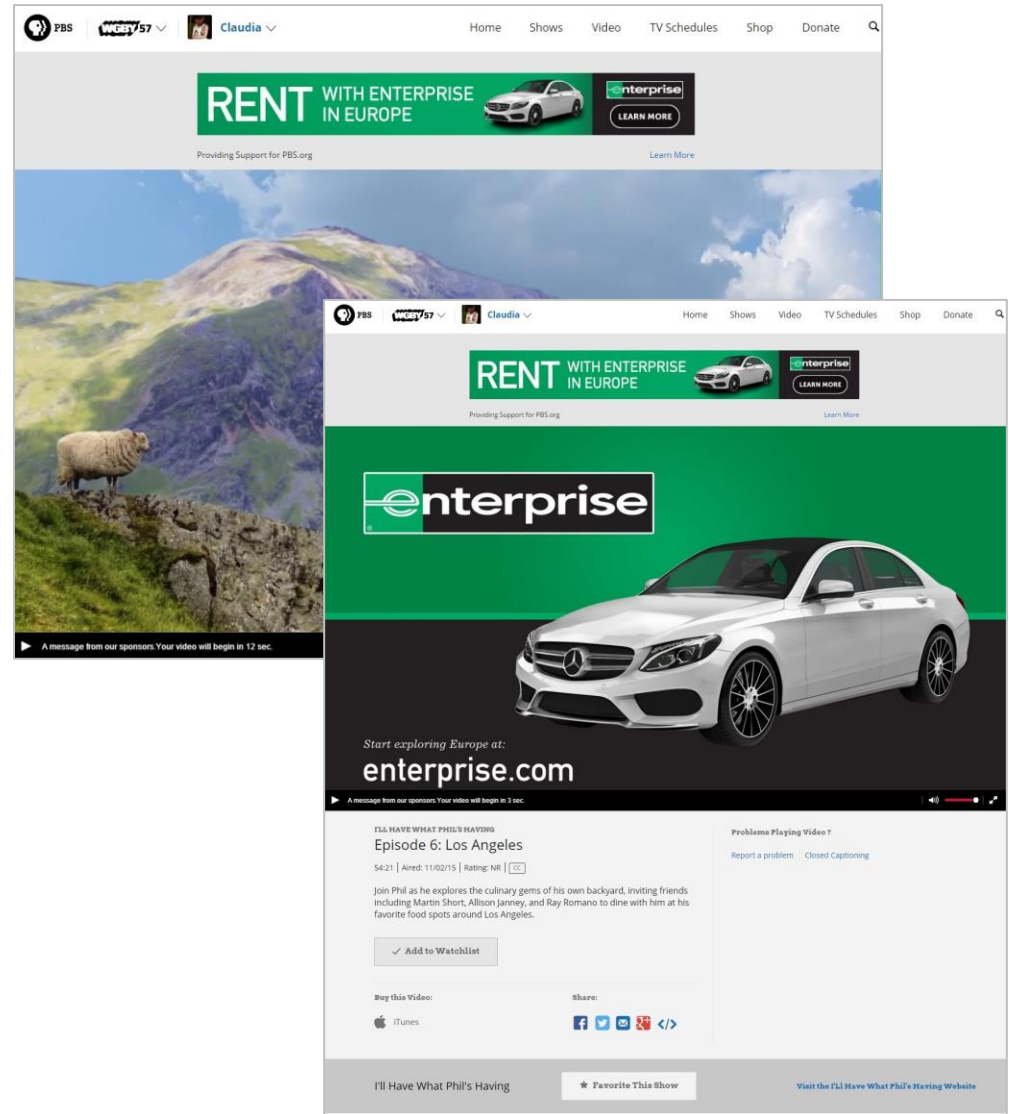 PBS WGBY 57 Claudia Home Shows Video TV Schedules Shop Donate
RENT WITH ENTERPRISE IN EUROPE enterprise LEARN MORE
Providing Support for PBS.org Learn More
A message from our sponsors.Your video will begin in 12 sec.
PBS WGBY 57 Claudia Home Shows Video TV Schedules Shop Donate
RENT WITH ENTERPRISE IN EUROPE enterprise LEARN MORE
Providing Support for PBS.org Learn More
enterprise
Start exploring Europe at:
enterprise.com
A message from our sponsors.Your video will begin in 3 sec.
I'LL HAVE WHAT PHIL'S HAVING
Episode 6: Los Angeles
54:21 | Aired: 11/02/15 | Rating: NR | CC
Join Phil as he explores the culinary gems of his own backyard, inviting friends
including Martin Short, Allison Janney, and Ray Romano to dine with him at his
favorite food spots around Los Angeles.
Add to Watchlist
Problems Playing Video ?
Report a problem Closed Captioning
Buy this Video: Share:
iTunes
I'll Have What Phil's Having Favorite This Show Visit the I'Ll Have What Phil's Having Website